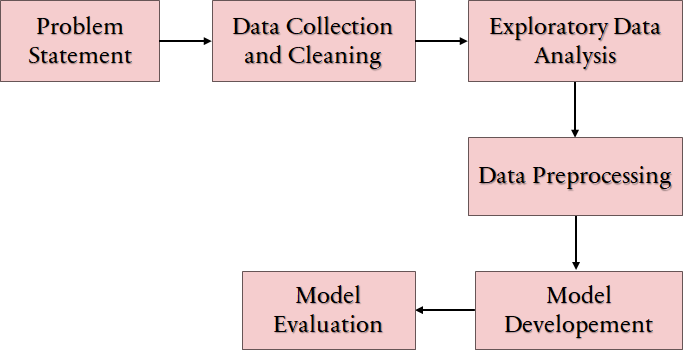 Problem
Statement
Data Collection
and Cleaning
Exploratory Data
Analysis
Data Preprocessing
Model
Developement
Model
Evaluation